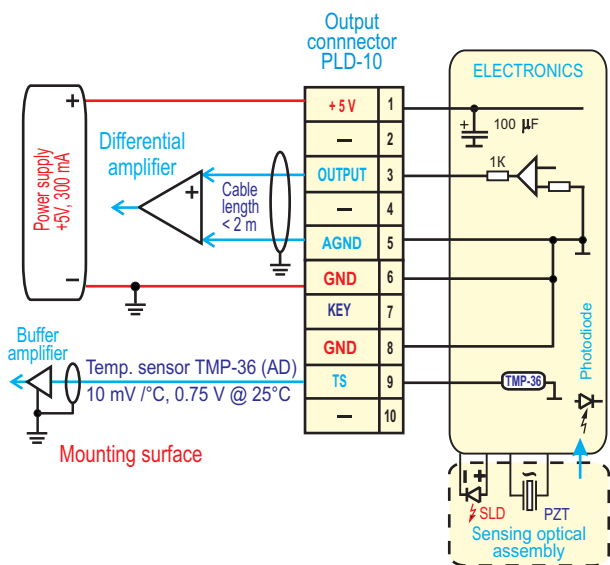 Output
connnector
PLD-10
ELECTRONICS
Power supply
+5V, 300 mA
+
−
Differential
amplifier
+
Cable
length
< 2 m
+ 5 V 1
— 2
OUTPUT 3
— 4
AGND 5
GND 6
KEY 7
GND 8
TS 9
— 10
+
100 µF
1K
TMP-36
Photodiode
Buffer
amplifier
Temp. sensor TMP-36 (AD)
10 mV /°C, 0.75 V @ 25°C
Mounting surface
− +
~
SLD
PZT
Sensing optical
assembly